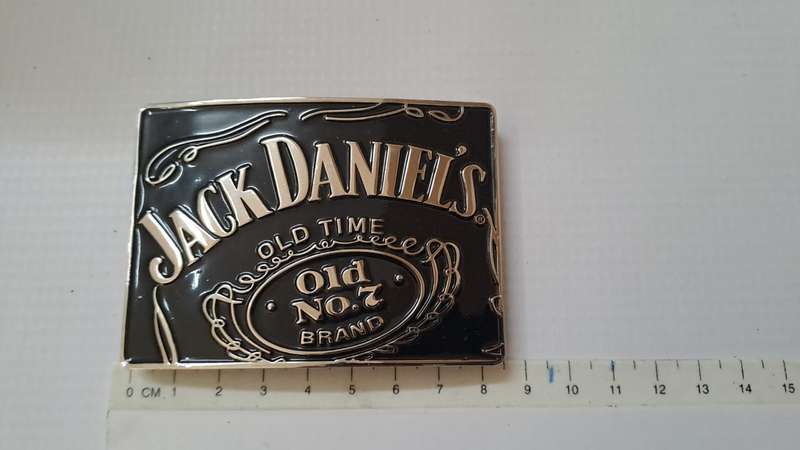 JACK DANIEL'S®
OLD TIME
Old
No.7
BRAND
0 CM 1 2 3 4 5 6 7 8 9 10 11 12 13 14 15